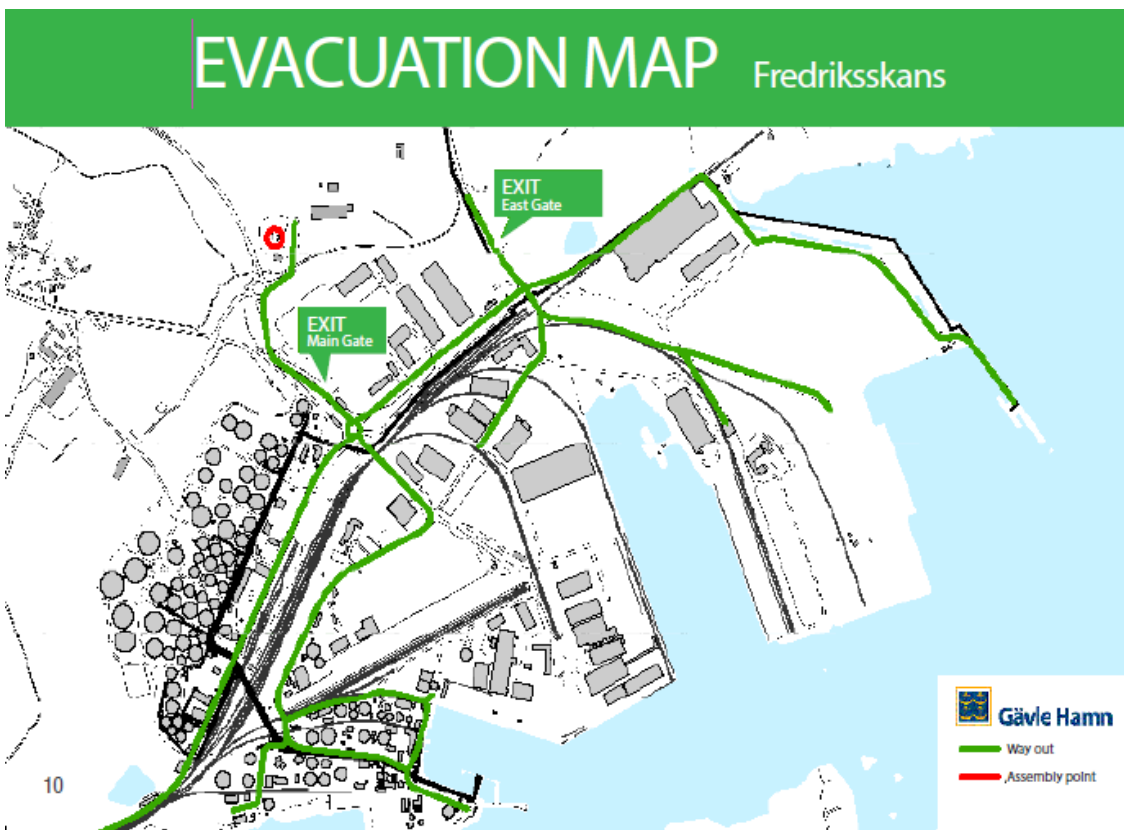 EVACUATION MAP Fredriksskans
EXIT
East Gate
EXIT
Main Gate
Gävle Hamn
Way out
Assembly point
10